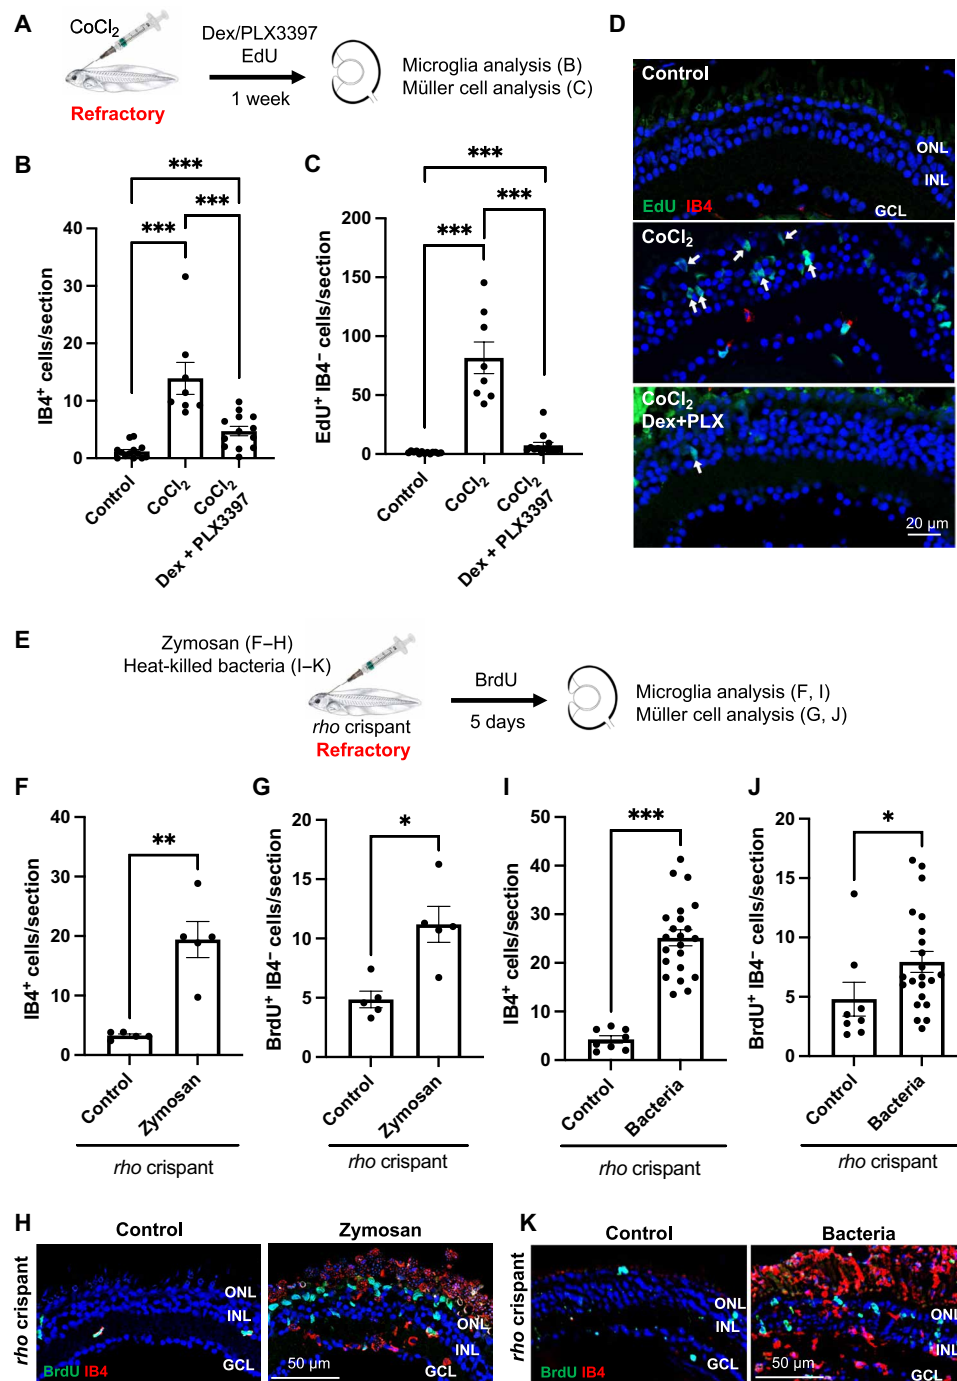 A
CoCl2
Refractory
Dex/PLX3397
EdU
1 week
Microglia analysis (B)
Müller cell analysis (C)
B
IB4+ cells/section
40
30
20
10
0
***
***
***
Control
CoCl2
CoCl2
Dex + PLX3397
C
EdU+ IB4− cells/section
200
150
100
50
0
***
***
***
Control
CoCl2
CoCl2
Dex + PLX3397
D
Control
ONL
INL
EdU IB4
GCL
CoCl2
CoCl2
Dex+PLX
20 µm
E
Zymosan (F–H)
Heat-killed bacteria (I–K)
rho crispant
Refractory
BrdU
5 days
Microglia analysis (F, I)
Müller cell analysis (G, J)
F
IB4+ cells/section
40
30
20
10
0
**
Control
Zymosan
rho crispant
G
BrdU+ IB4− cells/section
20
15
10
5
0
*
Control
Zymosan
rho crispant
I
IB4+ cells/section
50
40
30
20
10
0
***
Control
Bacteria
rho crispant
J
BrdU+ IB4− cells/section
20
15
10
5
0
*
Control
Bacteria
rho crispant
H
Control
Zymosan
rho crispant
ONL
INL
GCL
BrdU IB4
ONL
INL
GCL
50 µm
K
Control
Bacteria
rho crispant
ONL
INL
GCL
BrdU IB4
ONL
INL
GCL
50 µm